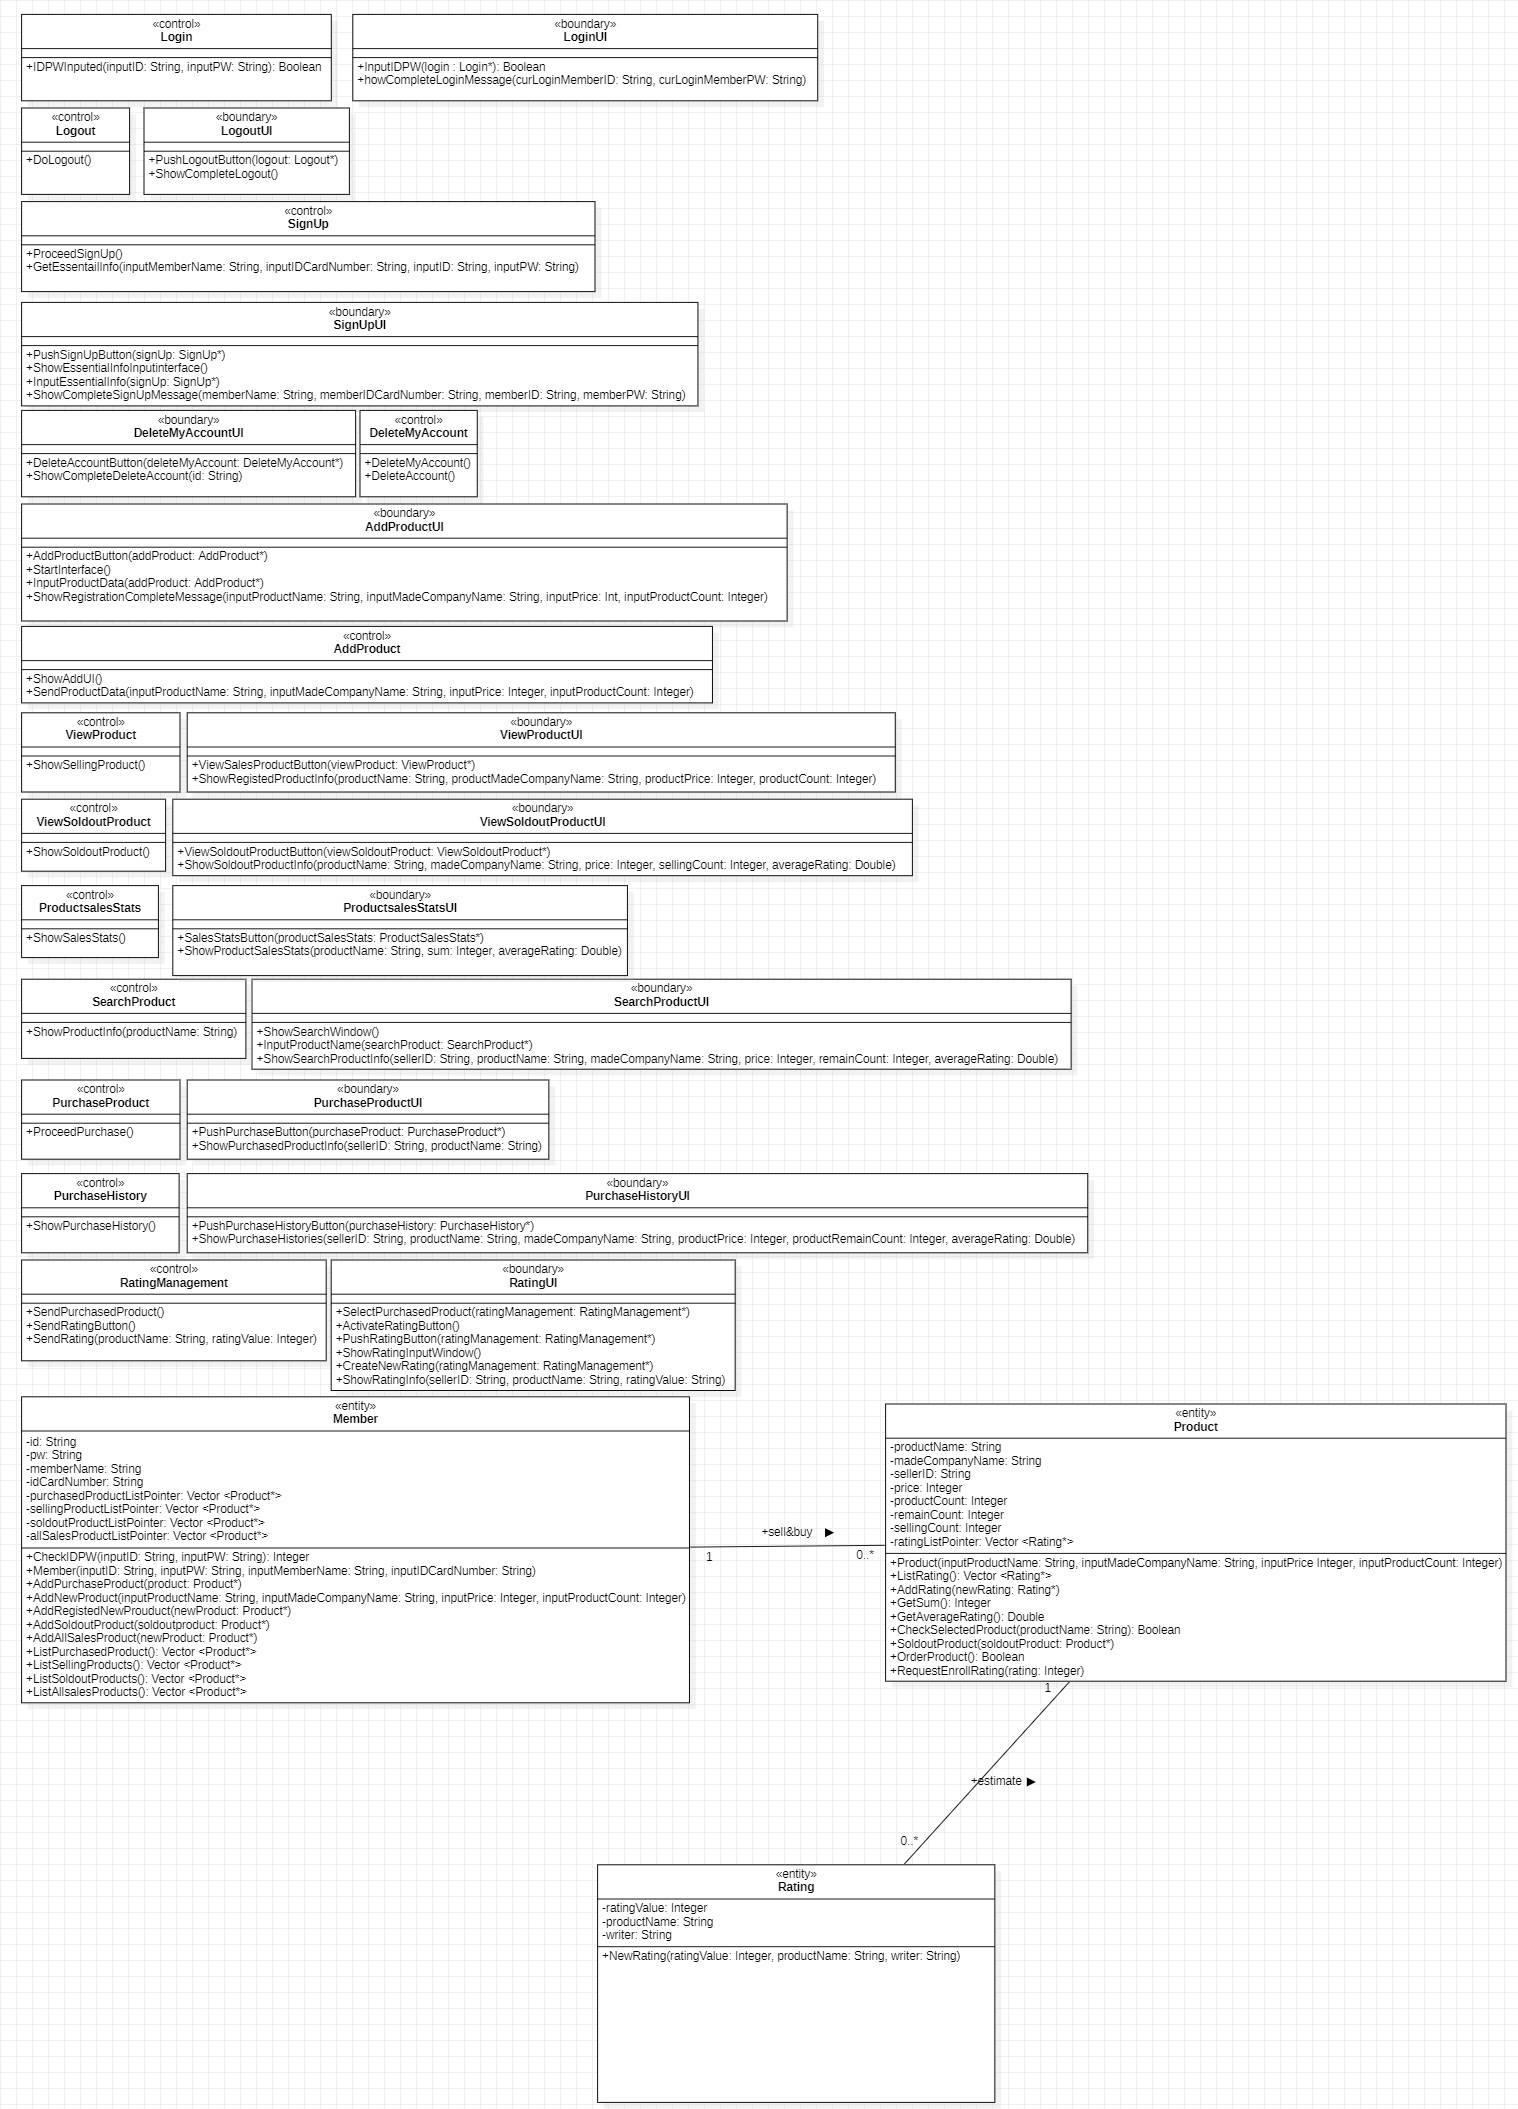 «control»
Login
+IDPWInputed(inputID: String, inputPW: String): Boolean
«boundary»
LoginUI
+InputIDPW(login : Login*): Boolean
+howCompleteLoginMessage(curLoginMemberID: String, curLoginMemberPW: String)
«control»
Logout
+DoLogout()
«boundary»
LogoutUI
+PushLogoutButton(logout: Logout*)
+ShowCompleteLogout()
«control»
SignUp
+ProceedSignUp()
+GetEssentailInfo(inputMemberName: String, inputIDCardNumber: String, inputID: String, inputPW: String)
«boundary»
SignUpUI
+PushSignUpButton(signUp: SignUp*)
+ShowEssentialInfoInputinterface()
+InputEssentialInfo(signUp: SignUp*)
+ShowCompleteSignUpMessage(memberName: String, memberIDCardNumber: String, memberID: String, memberPW: String)
«boundary»
DeleteMyAccountUI
+DeleteAccountButton(deleteMyAccount: DeleteMyAccount*)
+ShowCompleteDeleteAccount(id: String)
«control»
DeleteMyAccount
+DeleteMyAccount()
+DeleteAccount()
«boundary»
AddProductUI
+AddProductButton(addProduct: AddProduct*)
+StartInterface()
+InputProductData(addProduct: AddProduct*)
+ShowRegistrationCompleteMessage(inputProductName: String, inputMadeCompanyName: String, inputPrice: Int, inputProductCount: Integer)
«control»
AddProduct
+ShowAddUI()
+SendProductData(inputProductName: String, inputMadeCompanyName: String, inputPrice: Integer, inputProductCount: Integer)
«control»
ViewProduct
+ShowSellingProduct()
«boundary»
ViewProductUI
+ViewSalesProductButton(viewProduct: ViewProduct*)
+ShowRegistedProductInfo(productName: String, productMadeCompanyName: String, productPrice: Integer, productCount: Integer)
«control»
ViewSoldoutProduct
+ShowSoldoutProduct()
«boundary»
ViewSoldoutProductUI
+ViewSoldoutProductButton(viewSoldoutProduct: ViewSoldoutProduct*)
+ShowSoldoutProductInfo(productName: String, madeCompanyName: String, price: Integer, sellingCount: Integer, averageRating: Double)
«control»
ProductsalesStats
+ShowSalesStats()
«boundary»
ProductsalesStatsUI
+SalesStatsButton(productSalesStats: ProductSalesStats*)
+ShowProductSalesStats(productName: String, sum: Integer, averageRating: Double)
«control»
SearchProduct
+ShowProductInfo(productName: String)
«boundary»
SearchProductUI
+ShowSearchWindow()
+InputProductName(searchProduct: SearchProduct*)
+ShowSearchProductInfo(sellerID: String, productName: String, madeCompanyName: String, price: Integer, remainCount: Integer, averageRating: Double)
«control»
PurchaseProduct
+ProceedPurchase()
«boundary»
PurchaseProductUI
+PushPurchaseButton(purchaseProduct: PurchaseProduct*)
+ShowPurchasedProductInfo(sellerID: String, productName: String)
«control»
PurchaseHistory
+ShowPurchaseHistory()
«boundary»
PurchaseHistoryUI
+PushPurchaseHistoryButton(purchaseHistory: PurchaseHistory*)
+ShowPurchaseHistories(sellerID: String, productName: String, madeCompanyName: String, productPrice: Integer, productRemainCount: Integer, averageRating: Double)
«control»
RatingManagement
+SendPurchasedProduct()
+SendRatingButton()
+SendRating(productName: String, ratingValue: Integer)
«boundary»
RatingUI
+SelectPurchasedProduct(ratingManagement: RatingManagement*)
+ActivateRatingButton()
+PushRatingButton(ratingManagement: RatingManagement*)
+ShowRatingInputWindow()
+CreateNewRating(ratingManagement: RatingManagement*)
+ShowRatingInfo(sellerID: String, productName: String, ratingValue: String)
«entity»
Member
-id: String
-pw: String
-memberName: String
-idCardNumber: String
-purchasedProductListPointer: Vector <Product*>
-sellingProductListPointer: Vector <Product*>
-soldoutProductListPointer: Vector <Product*>
-allSalesProductListPointer: Vector <Product*>
+CheckIDPW(inputID: String, inputPW: String): Integer
+Member(inputID: String, inputPW: String, inputMemberName: String, inputIDCardNumber: String)
+AddPurchaseProduct(product: Product*)
+AddNewProduct(inputProductName: String, inputMadeCompanyName: String, inputPrice: Integer, inputProductCount: Integer)
+AddRegistedNewProuduct(newProduct: Product*)
+AddSoldoutProduct(soldoutproduct: Product*)
+AddAllSalesProduct(newProduct: Product*)
+ListPurchasedProduct(): Vector <Product*>
+ListSellingProducts(): Vector <Product*>
+ListSoldoutProducts(): Vector <Product*>
+ListAllsalesProducts(): Vector <Product*>
+sell&buy ►
1
0..*
«entity»
Product
-productName: String
-madeCompanyName: String
-sellerID: String
-price: Integer
-productCount: Integer
-remainCount: Integer
-sellingCount: Integer
-ratingListPointer: Vector <Rating*>
+Product(inputProductName: String, inputMadeCompanyName: String, inputPrice Integer, inputProductCount: Integer)
+ListRating(): Vector <Rating*>
+AddRating(newRating: Rating*)
+GetSum(): Integer
+GetAverageRating(): Double
+CheckSelectedProduct(productName: String): Boolean
+SoldoutProduct(soldoutProduct: Product*)
+OrderProduct(): Boolean
+RequestEnrollRating(rating: Integer)
1
+estimate ►
0..*
«entity»
Rating
-ratingValue: Integer
-productName: String
-writer: String
+NewRating(ratingValue: Integer, productName: String, writer: String)